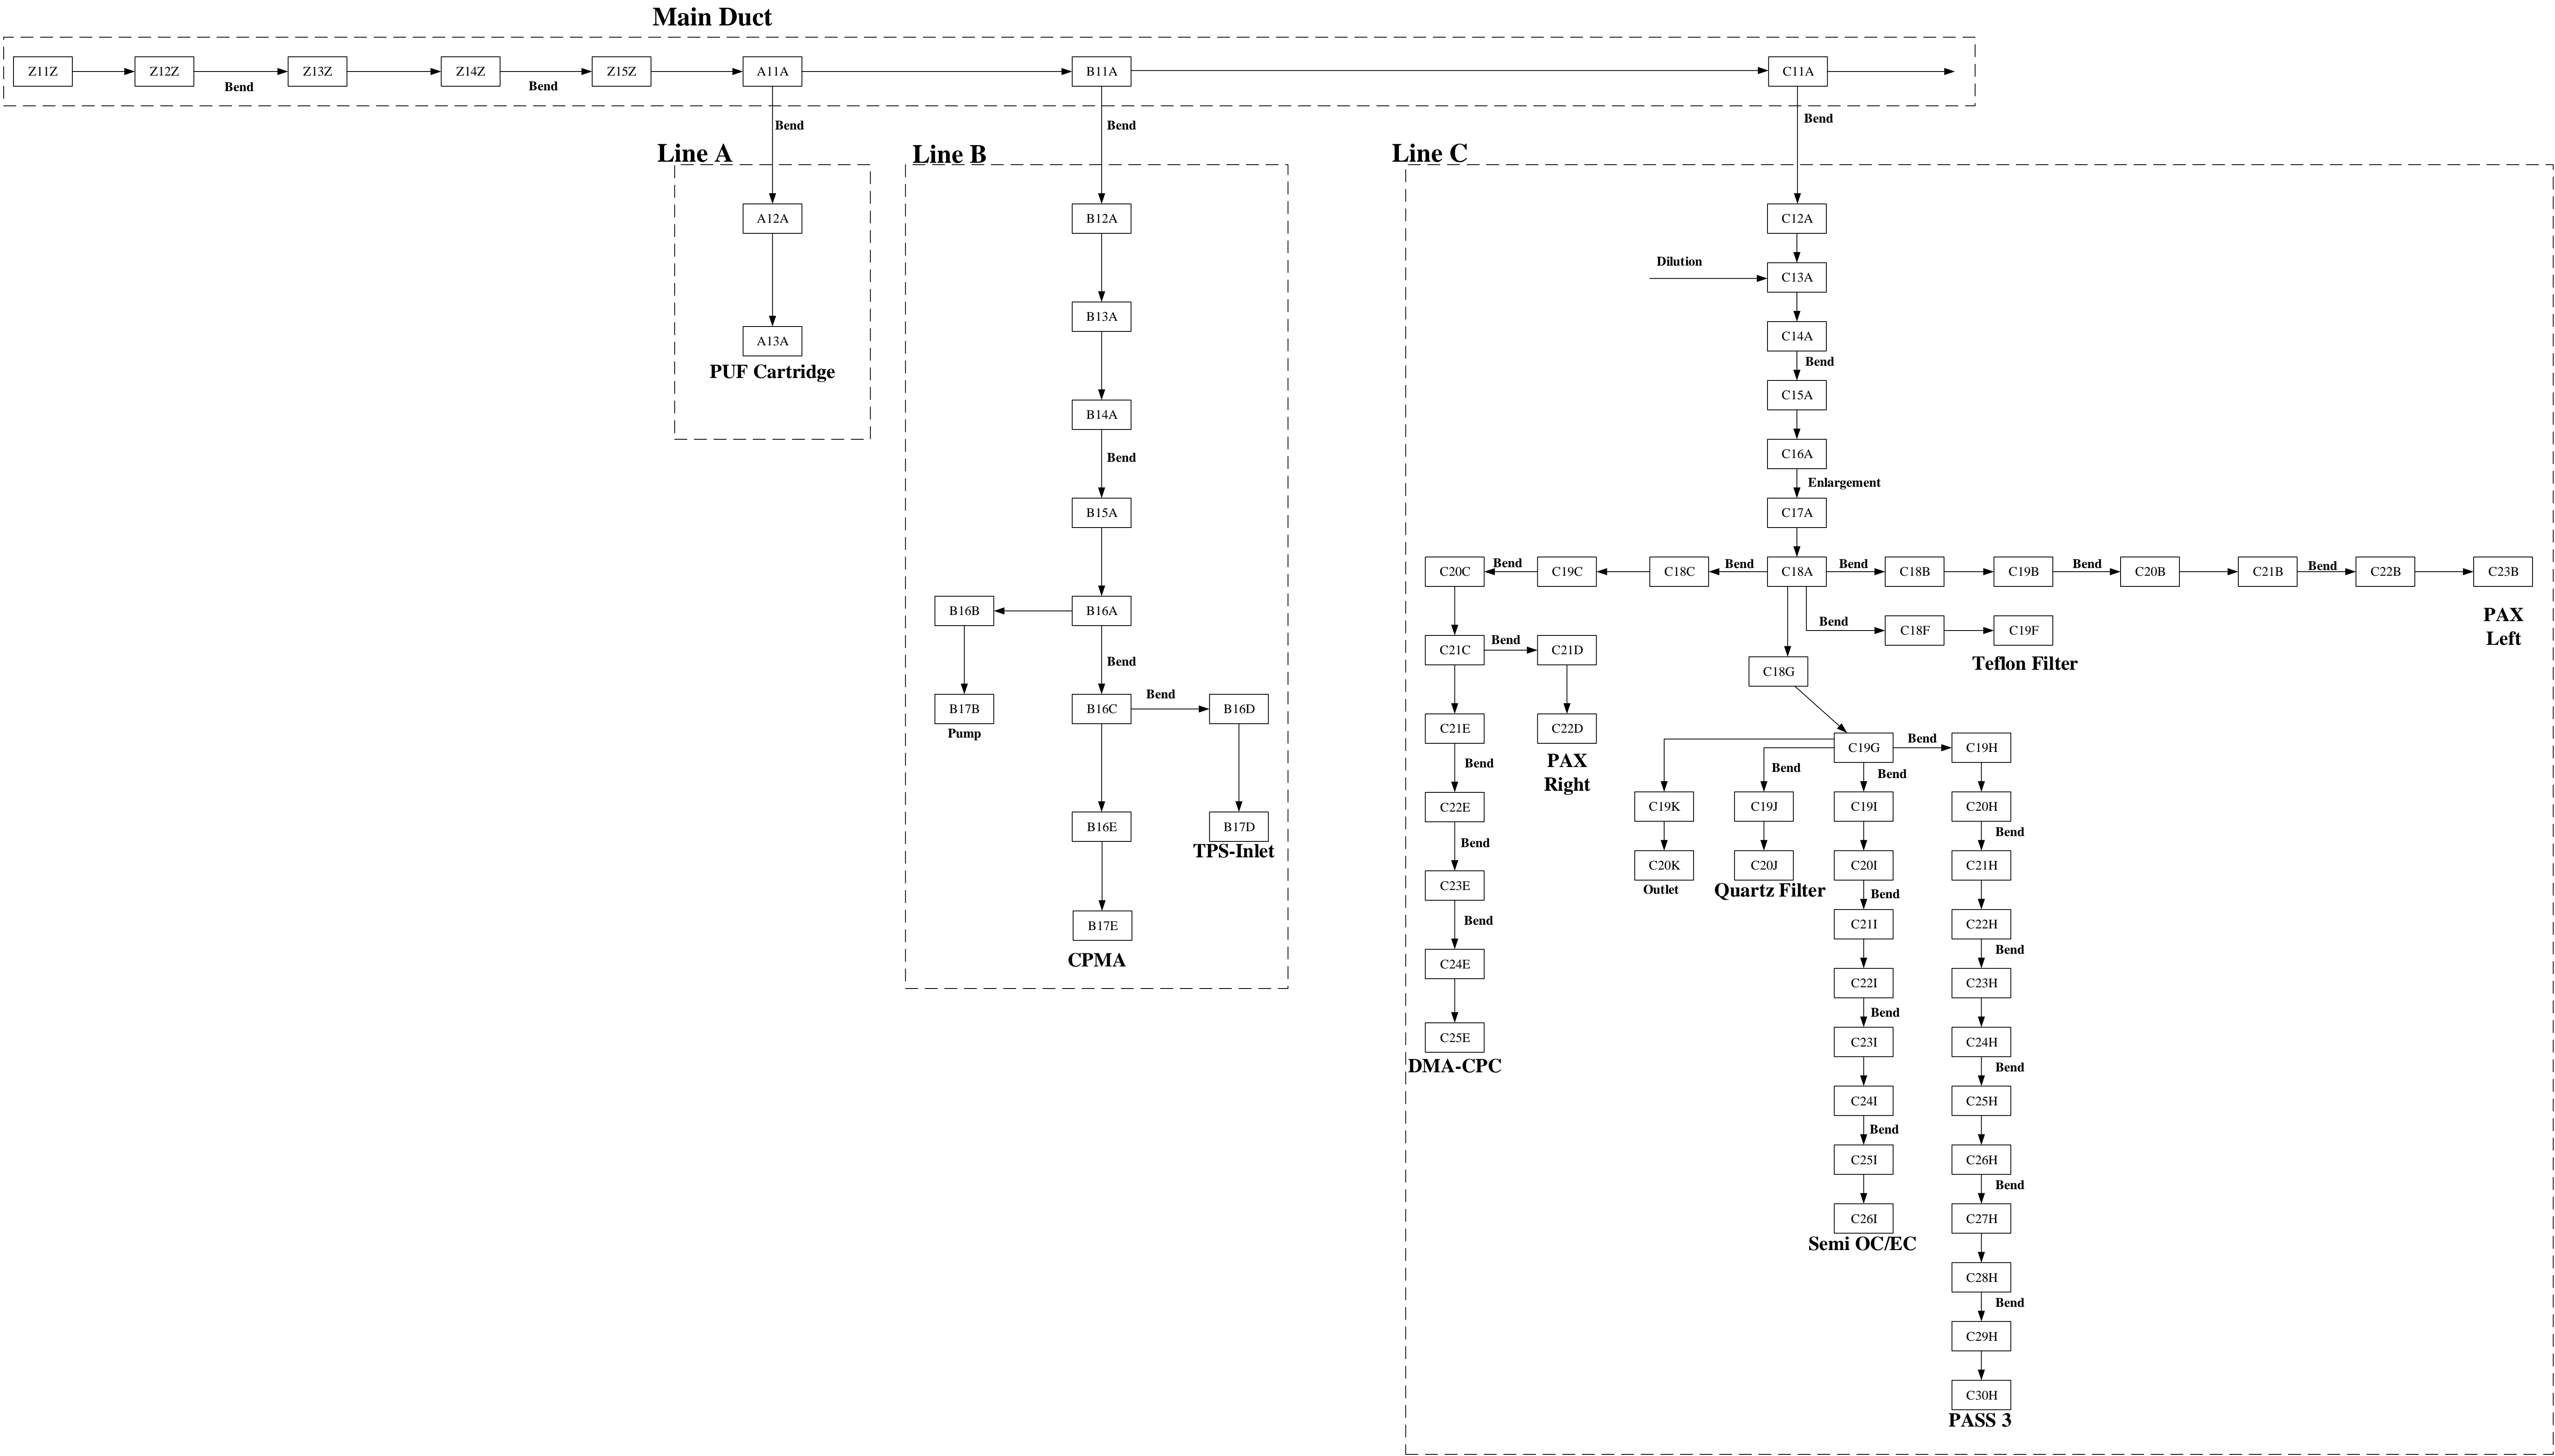 Main Duct
Z11Z Z12Z Z13Z Z14Z Z15Z A11A B11A C11A
Bend Bend
Bend Bend Bend
Line A Line B Line C
A12A B12A C12A
Dilution
C13A
B13A
A13A C14A
Bend
PUF Cartridge
C15A
B14A
Bend C16A
Enlargement
B15A C17A
Bend Bend Bend Bend Bend
C20C C19C C18C C18A C18B C19B C20B C21B C22B C23B
B16B B16A
PAX
Left
Bend
C18F C19F
Teflon Filter
Bend
C21C C21D
Bend
C18G
B17B B16C Bend B16D
Pump
C21E C22D
Bend
C19G C19H
PAX
Right
Bend Bend Bend
C22E C19K C19J C19I C20H
B16E B17D
TPS-Inlet
Bend Bend
C23E C20K C20J C20I C21H
Outlet Quartz Filter Bend
B17E Bend C21I C22H
CPMA
Bend
C24E C22I C23H
Bend
C25E C23I C24H
DMA-CPC Bend
C24I C25H
Bend
C25I C26H
Bend
C26I C27H
Semi OC/EC
C28H
Bend
C29H
C30H
PASS 3